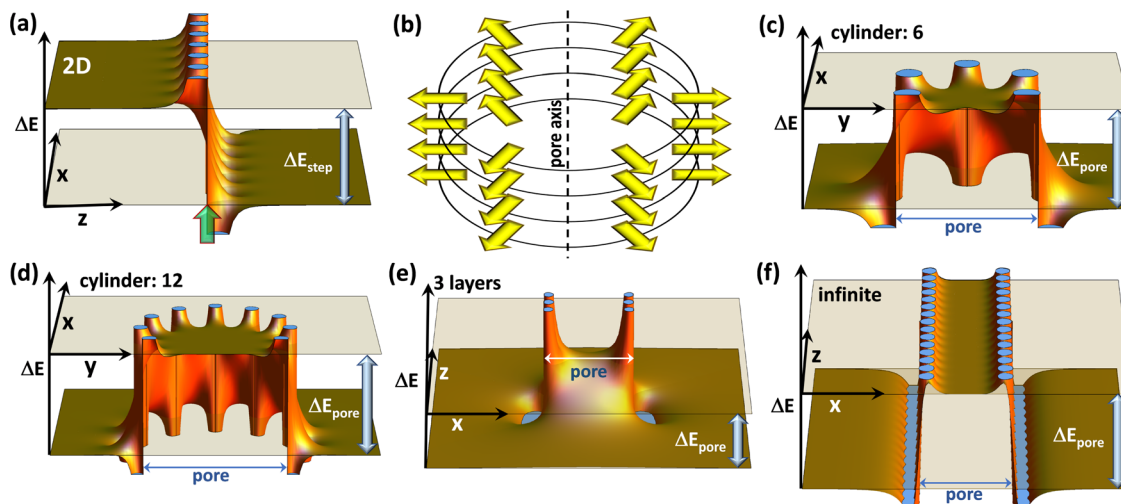 (a)
2D
ΔE
x
z
ΔE_step
(b)
pore axis
(c)
cylinder: 6
x
y
ΔE
ΔE_pore
pore
(d)
cylinder: 12
x
y
ΔE
ΔE_pore
pore
(e)
3 layers
z
ΔE
x
pore
ΔE_pore
(f)
infinite
z
ΔE
x
ΔE_pore
pore